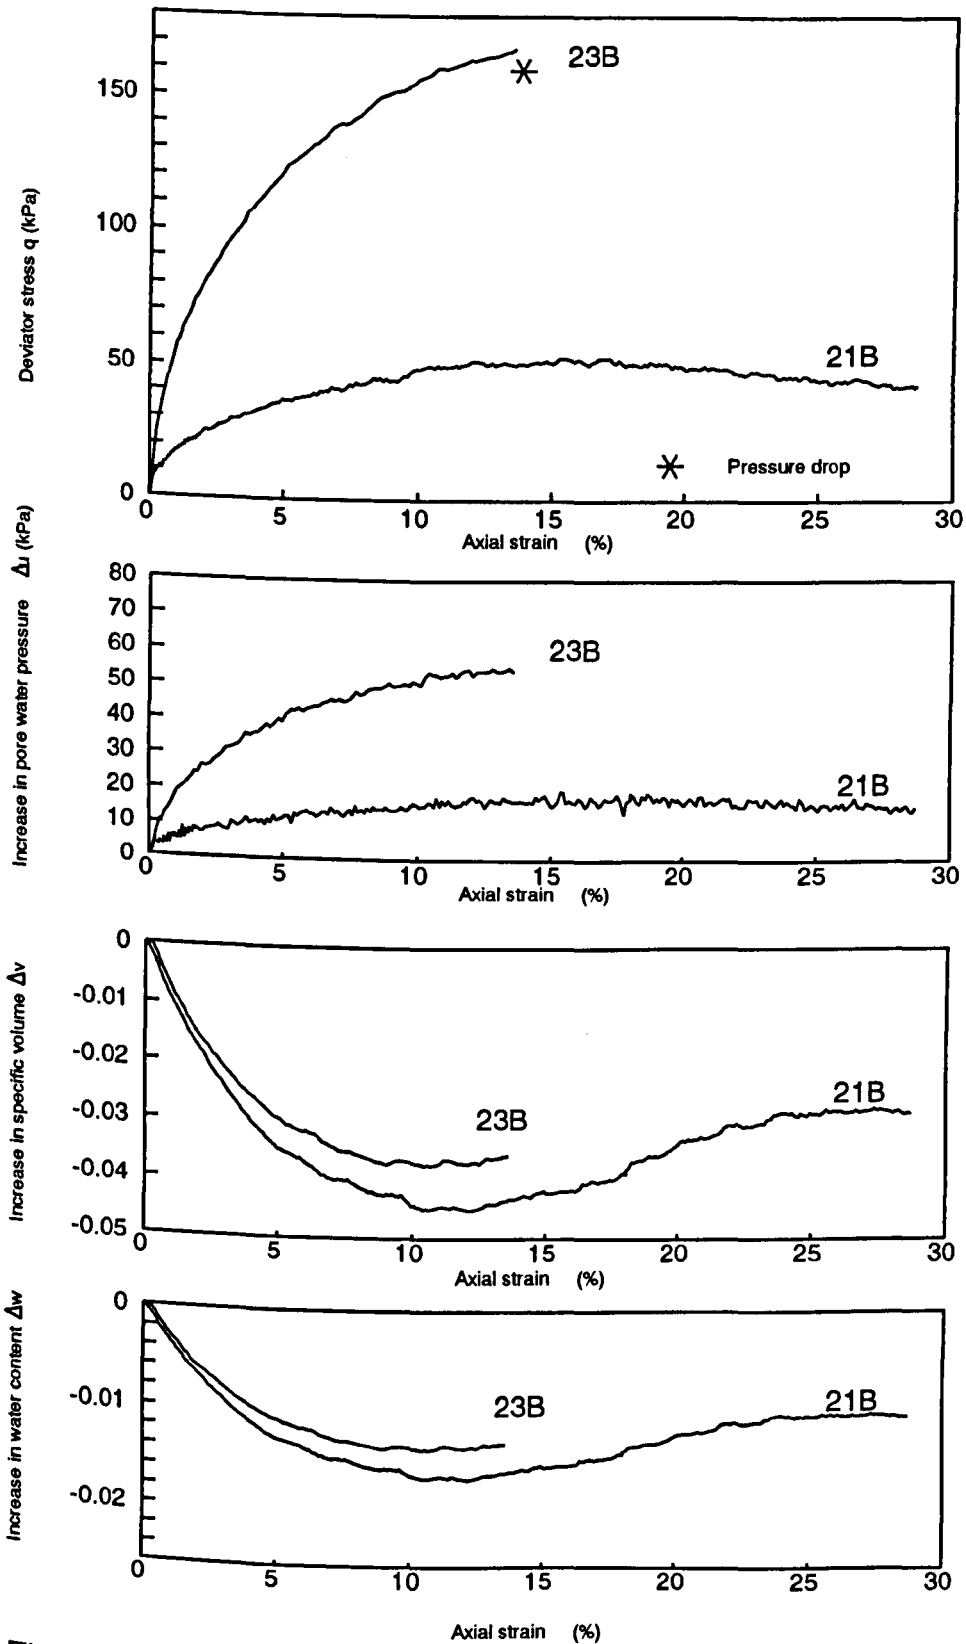 Deviator stress q (kPa)
150
100
50
0
23B
21B
Pressure drop
0 5 10 15 20 25 30
Axial strain (%)
Increase in pore water pressure Δu (kPa)
80
70
60
50
40
30
20
10
0
23B
21B
0 5 10 15 20 25 30
Axial strain (%)
Increase in specific volume Δv
0
-0.01
-0.02
-0.03
-0.04
-0.05
23B
21B
0 5 10 15 20 25 30
Axial strain (%)
Increase in water content Δw
0
-0.01
-0.02
23B
21B
0 5 10 15 20 25 30
Axial strain (%)